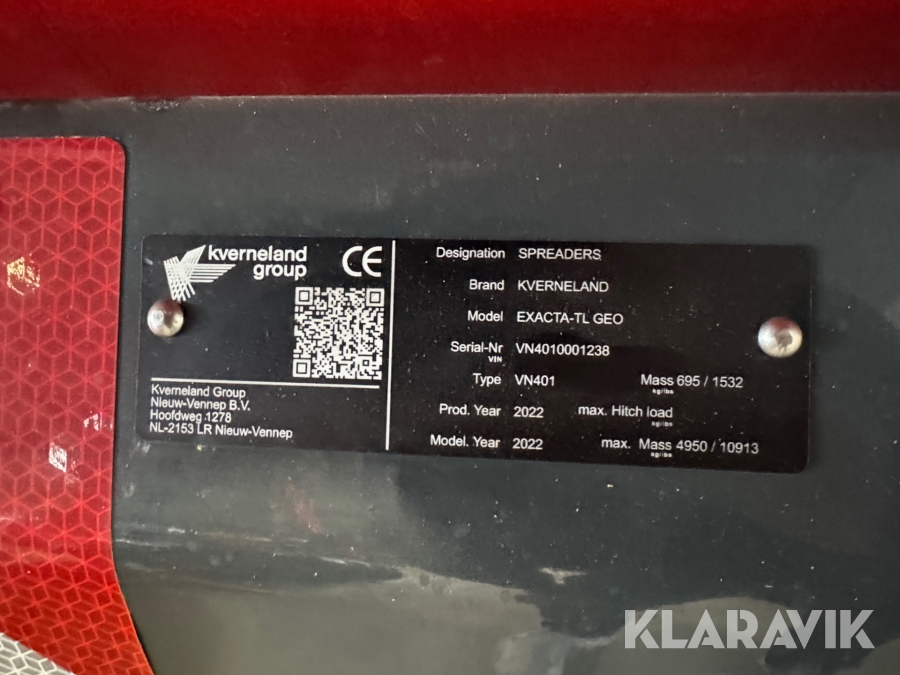 kverneland
group
CE
Kverneland Group
Nieuw-Vennep B.V.
Hoofdweg 1278
NL-2153 LR Nieuw-Vennep
Designation SPREADERS
Brand KVERNELAND
Model EXACTA-TL GEO
Serial-Nr VN4010001238
VIN
Type VN401 Mass 695 / 1532
kg/lbs
Prod. Year 2022 max. Hitch load
kg/lbs
Model. Year 2022 max. Mass 4950 / 10913
kg/lbs
KLARAVIK